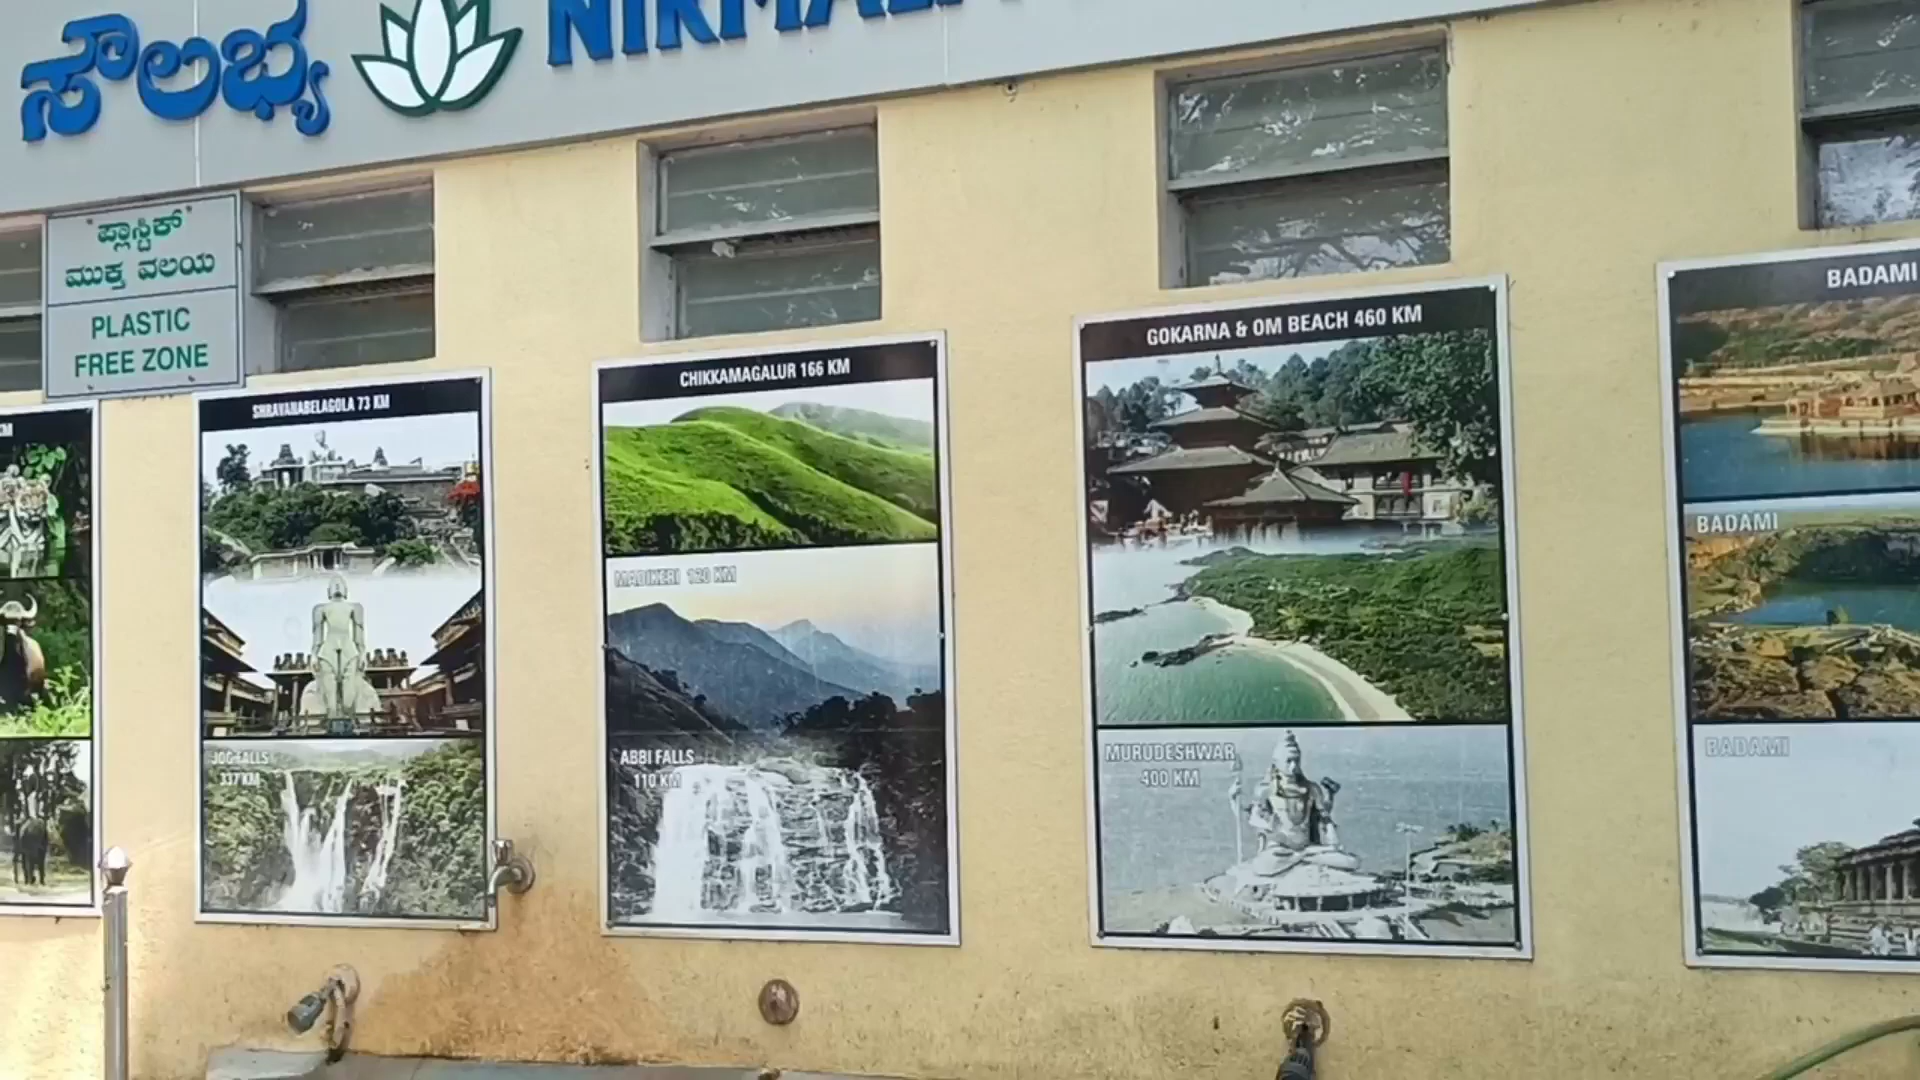 ಸೌಲಭ್ಯ
"ಪ್ಲಾಸ್ಟಿಕ್"
ಮುಕ್ತ ವಲಯ
PLASTIC
FREE ZONE
KM
SHRAVANABELAGOLA 73 KM
JOG FALLS
337 KM
CHIKKAMAGALUR 166 KM
MADIKERI 120 KM
ABBI FALLS
110 KM
GOKARNA & OM BEACH 460 KM
MURUDESHWAR
400 KM
BADAMI
BADAMI
BADAMI